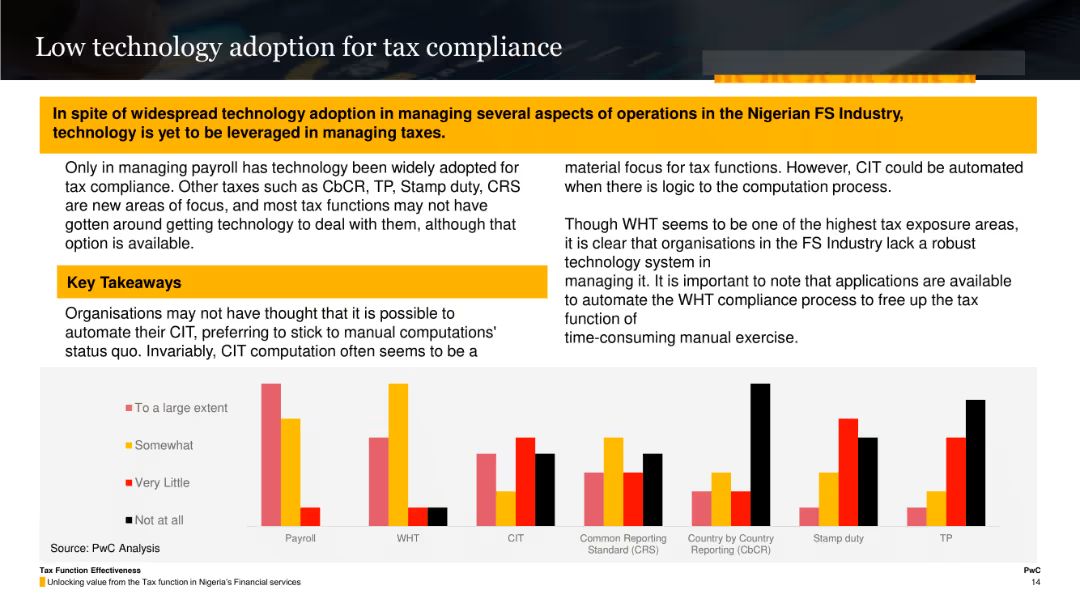 Low technology adoption for tax compliance
In spite of widespread technology adoption in managing several aspects of operations in the Nigerian FS Industry,
technology is yet to be leveraged in managing taxes.
Only in managing payroll has technology been widely adopted for
tax compliance. Other taxes such as CbCR, TP, Stamp duty, CRS
are new areas of focus, and most tax functions may not have
gotten around getting technology to deal with them, although that
option is available.
Key Takeaways
Organisations may not have thought that it is possible to
automate their CIT, preferring to stick to manual computations'
status quo. Invariably, CIT computation often seems to be a
material focus for tax functions. However, CIT could be automated
when there is logic to the computation process.
Though WHT seems to be one of the highest tax exposure areas,
it is clear that organisations in the FS Industry lack a robust
technology system in
managing it. It is important to note that applications are available
to automate the WHT compliance process to free up the tax
function of
time-consuming manual exercise.
To a large extent
Somewhat
Very Little
Not at all
Payroll
WHT
CIT
Common Reporting
Standard (CRS)
Country by Country
Reporting (CbCR)
Stamp duty
TP
Source: PwC Analysis
Tax Function Effectiveness
Unlocking value from the Tax function in Nigeria's Financial services
PwC
14